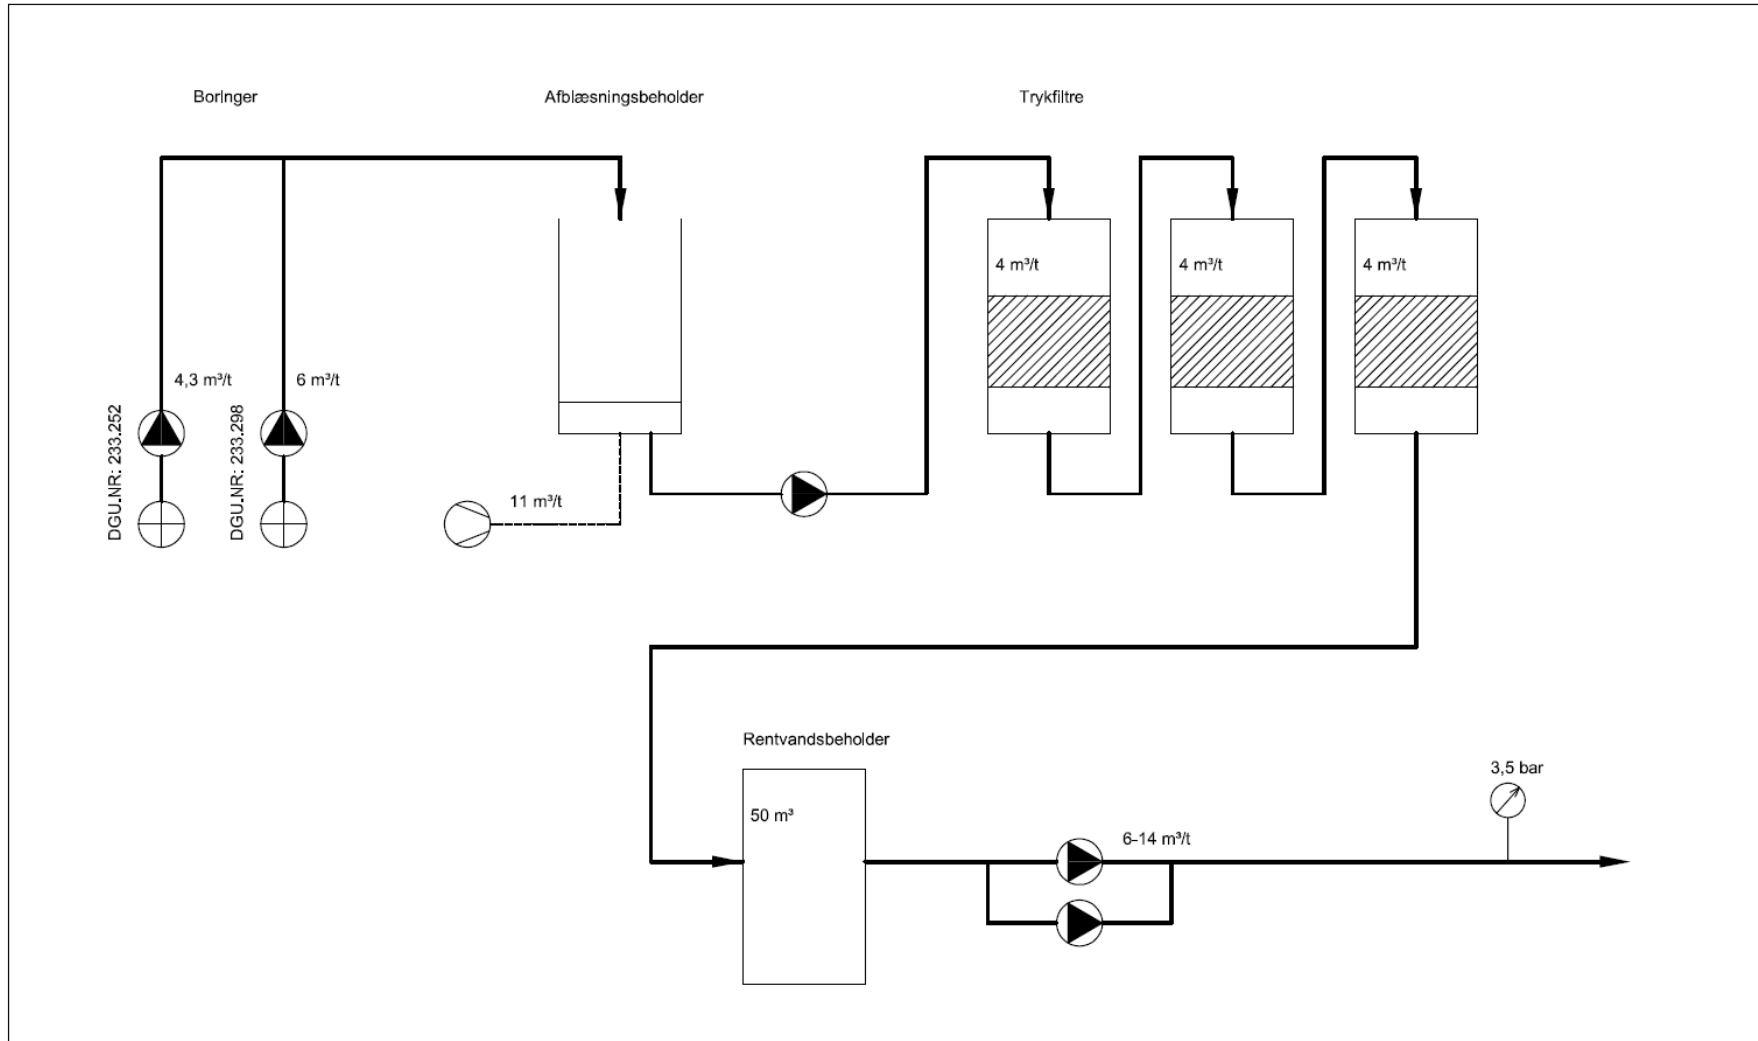 Boringer
Afblæsningsbeholder
Trykfiltre
4 m³/t
4 m³/t
4 m³/t
4,3 m³/t
6 m³/t
DGU.NR: 233.252
DGU.NR: 233.298
11 m³/t
Rentvandsbeholder
50 m³
6-14 m³/t
3,5 bar